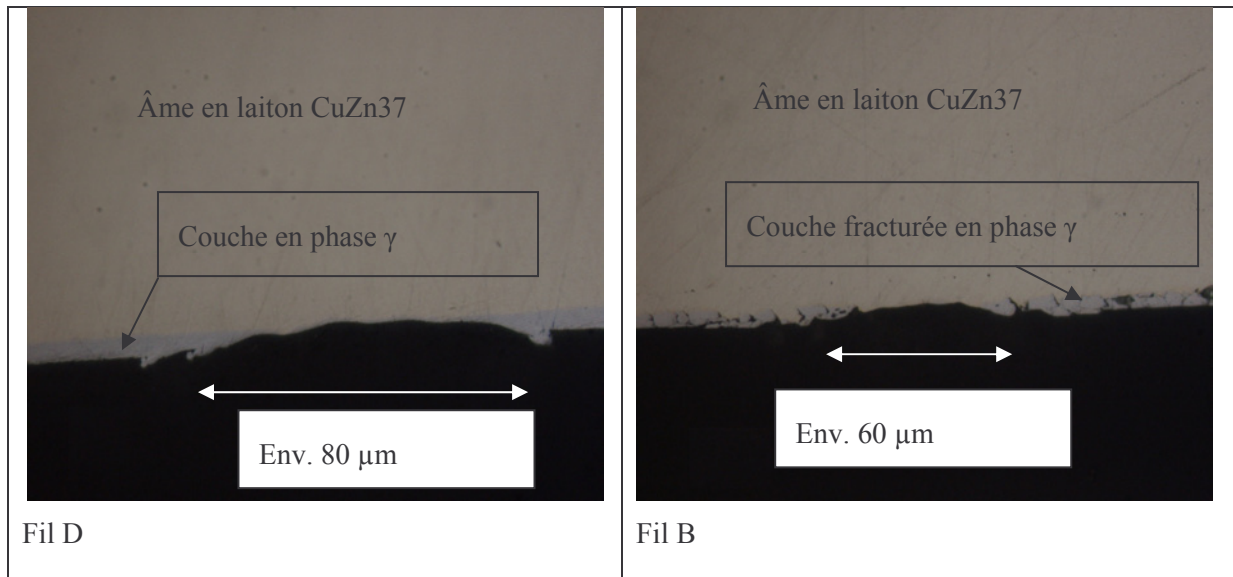 Âme en laiton CuZn37
Couche en phase γ
Env. 80 µm
Fil D
Âme en laiton CuZn37
Couche fracturée en phase γ
Env. 60 µm
Fil B